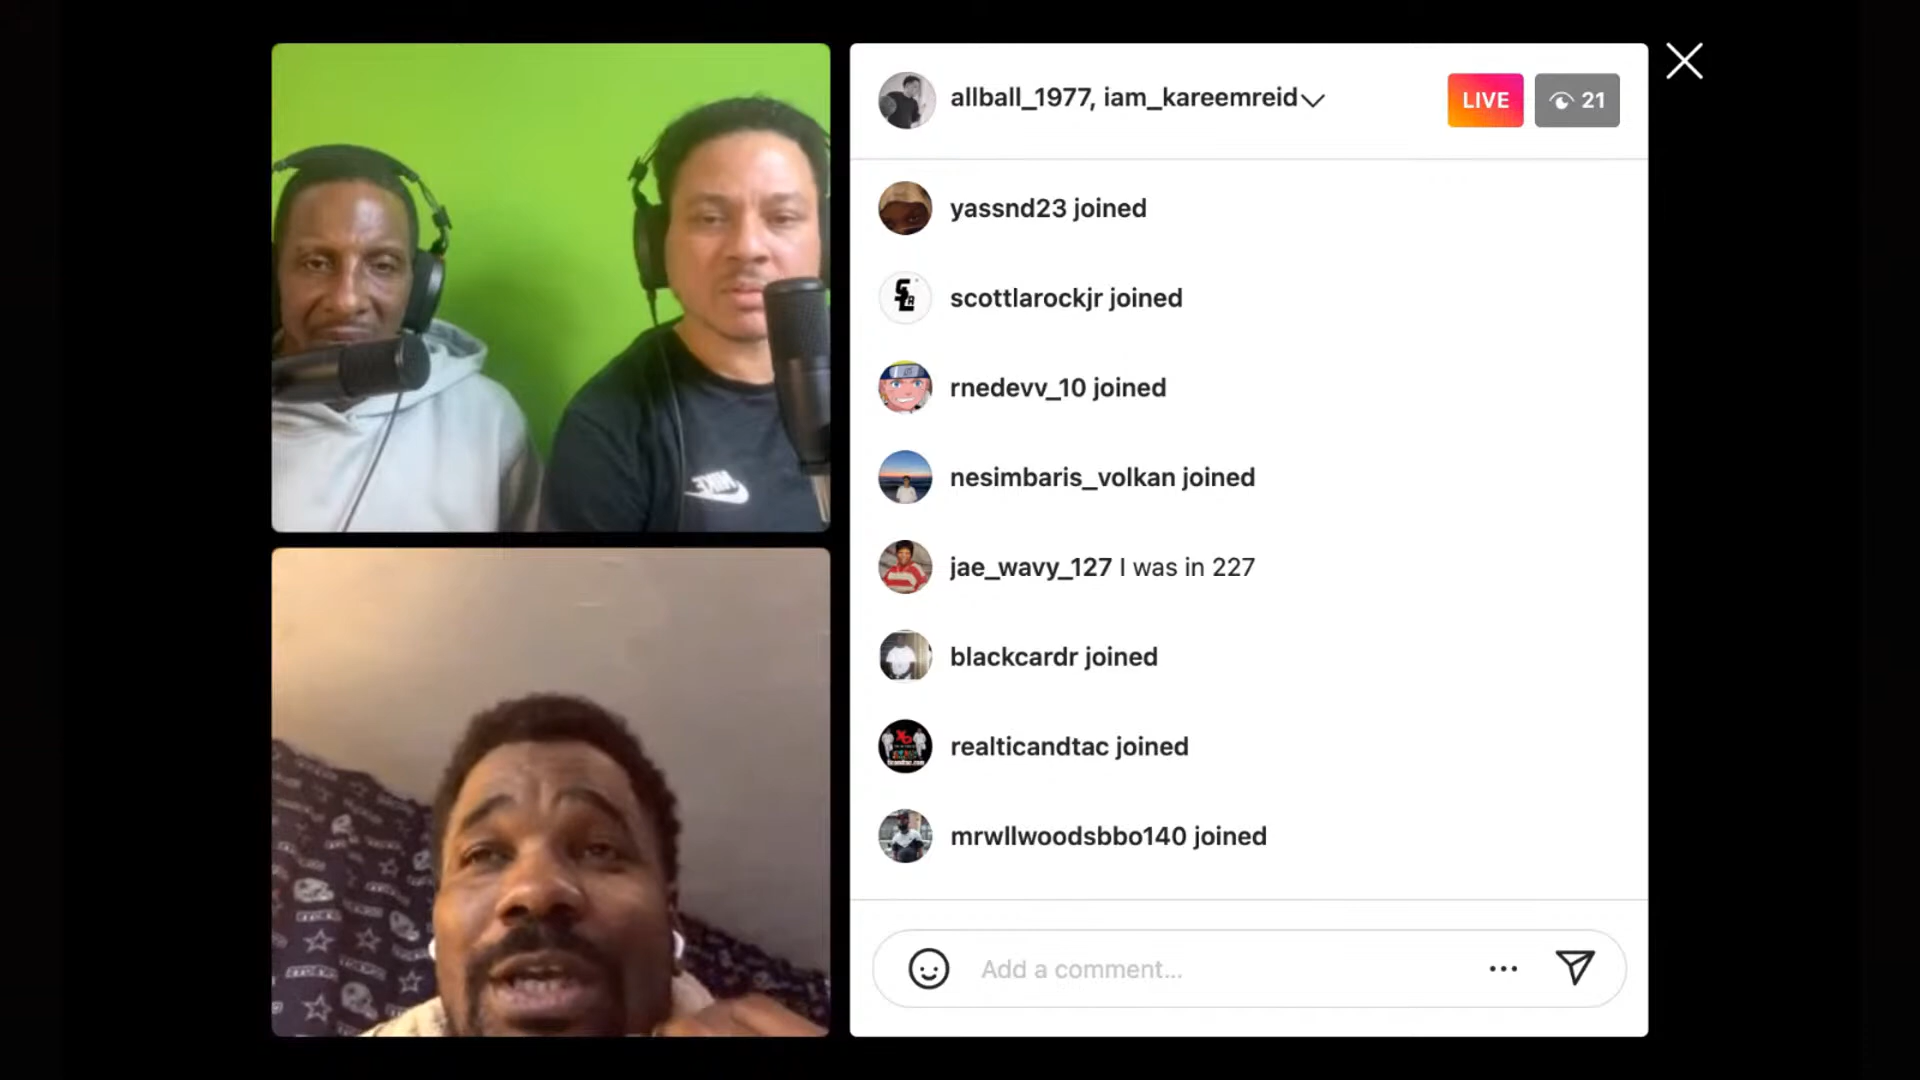 allball_1977, iam_kareemreid
LIVE
21
yassnd23 joined
scottlarockjr joined
rnedevv_10 joined
nesimbaris_volkan joined
jae_wavy_127 I was in 227
blackcardr joined
realticandtac joined
mrwllwoodsbbo140 joined
Add a comment...
NIKE